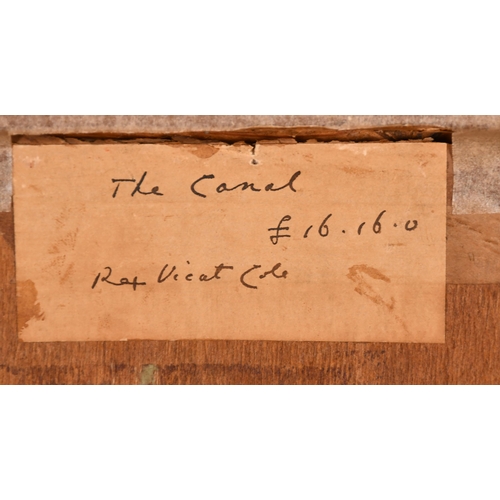 The Canal
£ 16.16.0
Rex Vicat Cole